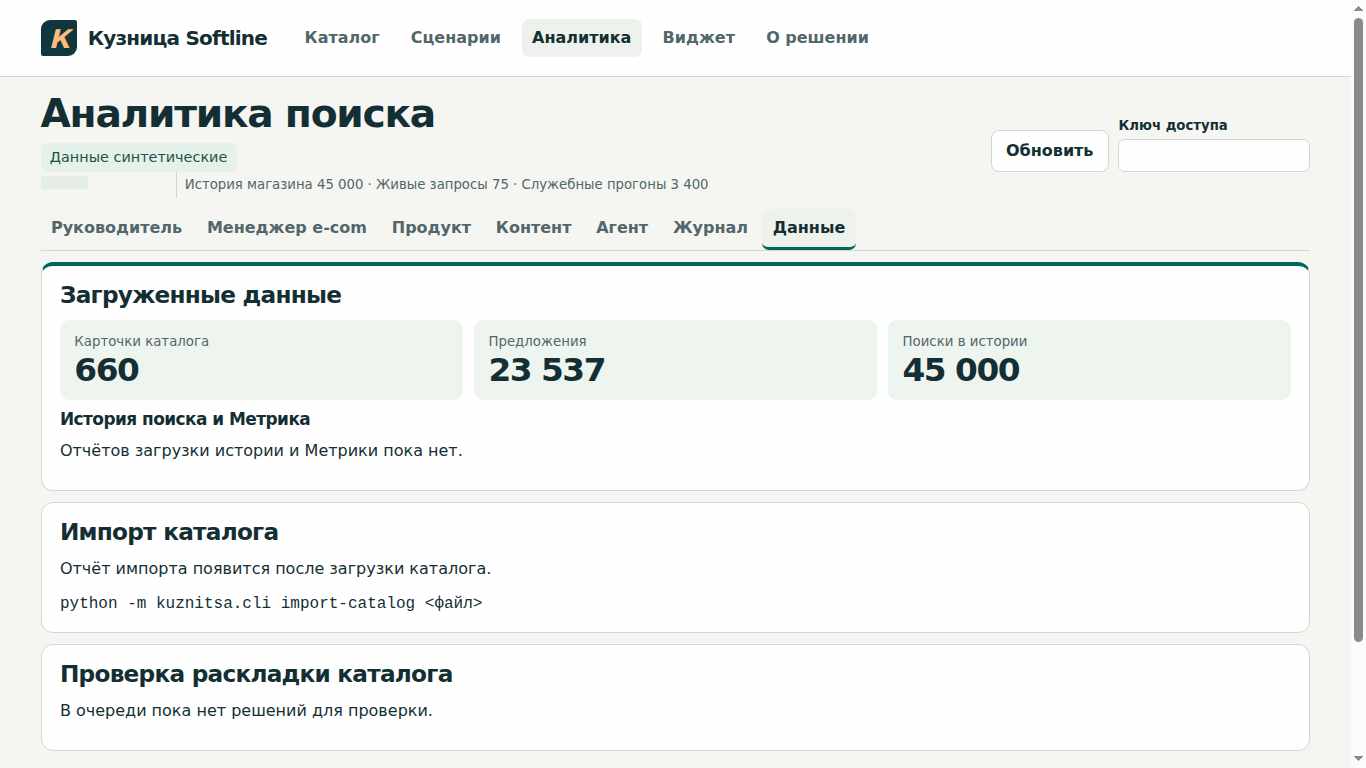 К Кузница Softline Каталог Сценарии Аналитика Виджет О решении
Аналитика поиска
Ключ доступа
Обновить
Данные синтетические
История магазина 45 000 · Живые запросы 75 · Служебные прогоны 3 400
Руководитель Менеджер e-com Продукт Контент Агент Журнал Данные
Загруженные данные
Карточки каталога
660
Предложения
23 537
Поиски в истории
45 000
История поиска и Метрика
Отчётов загрузки истории и Метрики пока нет.
Импорт каталога
Отчёт импорта появится после загрузки каталога.
python -m kuznitsa.cli import-catalog <файл>
Проверка раскладки каталога
В очереди пока нет решений для проверки.